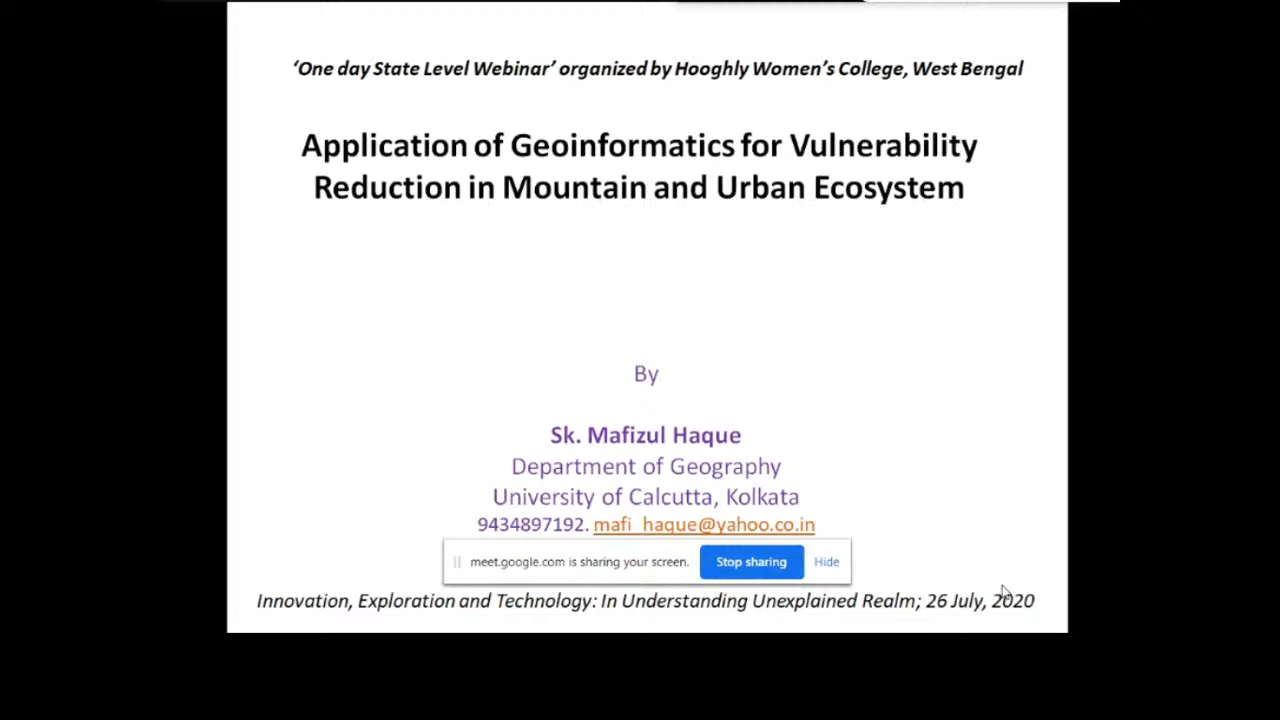 ‘One day State Level Webinar’ organized by Hooghly Women’s College, West Bengal
Application of Geoinformatics for Vulnerability
Reduction in Mountain and Urban Ecosystem
By
Sk. Mafizul Haque
Department of Geography
University of Calcutta, Kolkata
9434897192. mafi_haque@yahoo.co.in
meet.google.com is sharing your screen. Stop sharing Hide
Innovation, Exploration and Technology: In Understanding Unexplained Realm; 26 July, 2020